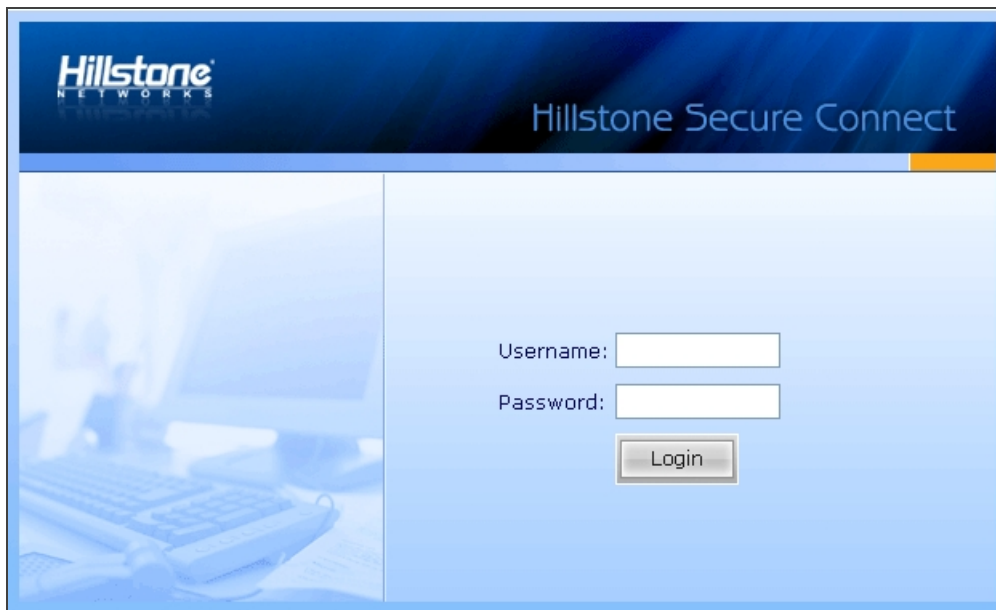 Hillstone
NETWORKS
Hillstone Secure Connect
Username:
Password:
Login